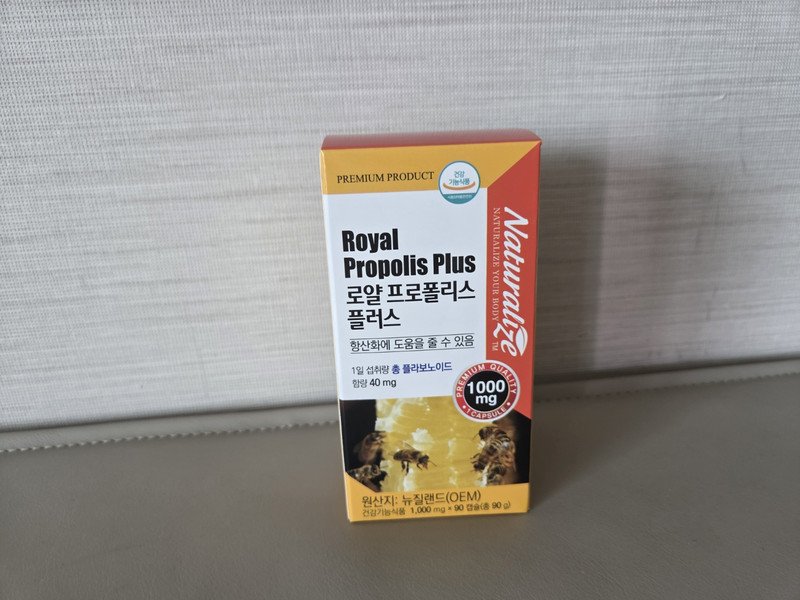 PREMIUM PRODUCT
건강
기능식품
Naturalize
NATURALIZE YOUR BODY
TM
Royal
Propolis Plus
로얄 프로폴리스
플러스
항산화에 도움을 줄 수 있음
1일 섭취량 총 플라보노이드
함량 40 mg
PREMIUM QUALITY
1000
mg
1 CAPSULE
원산지: 뉴질랜드(OEM)
건강기능식품 1,000 mg × 90 캡슐(총 90 g)